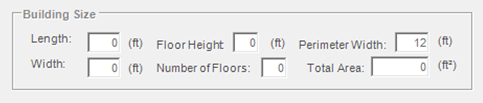 Building Size
Length: 0 (ft) Floor Height: 0 (ft) Perimeter Width: 12 (ft)
Width: 0 (ft) Number of Floors: 0 Total Area: 0 (ft²)